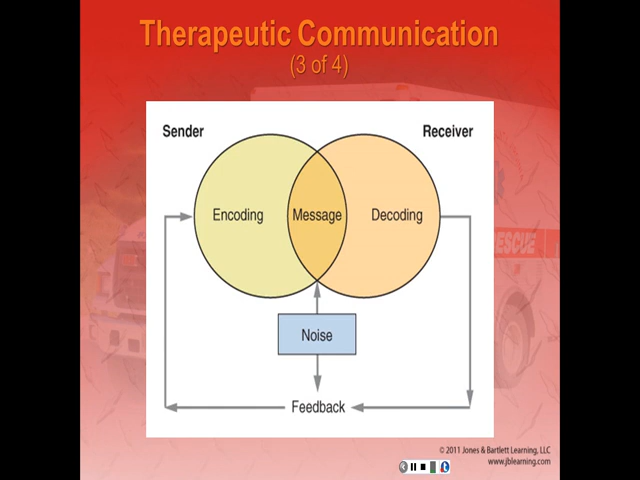 Therapeutic Communication
(3 of 4)
Sender
Receiver
Encoding
Message
Decoding
Noise
Feedback
RESCUE
© 2011 Jones & Bartlett Learning, LLC
www.jblearning.com